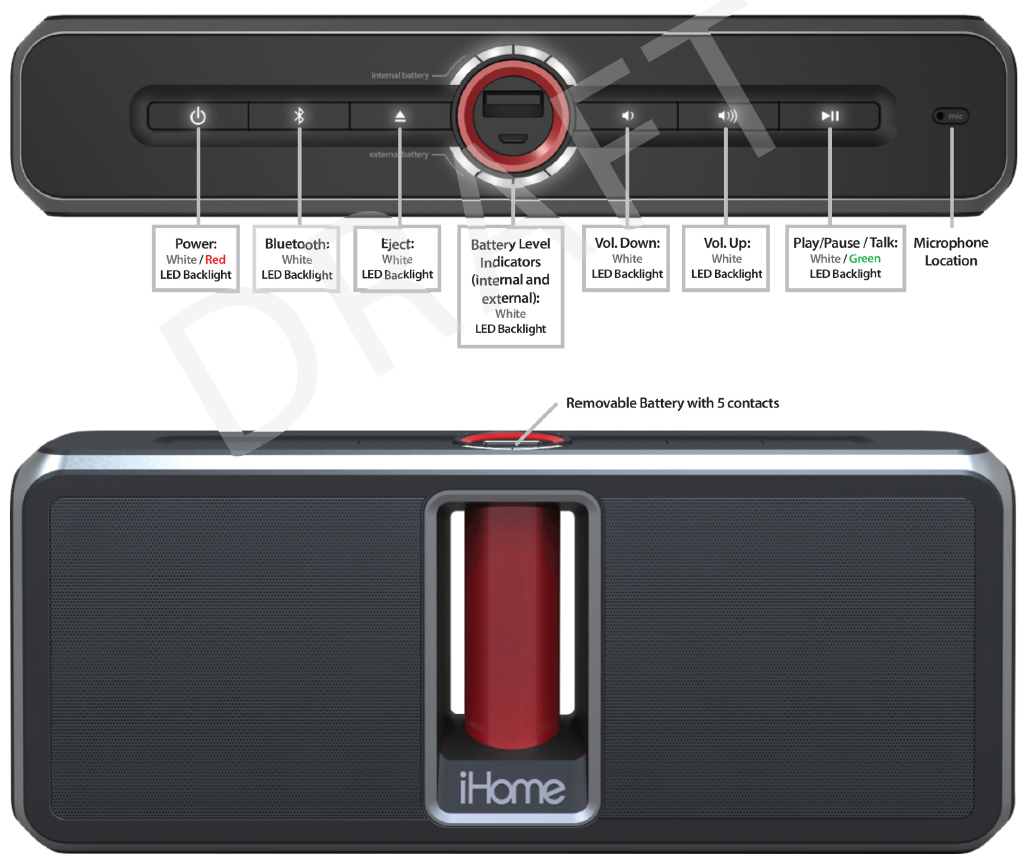 internal battery
mic
external battery
Power:
White / Red
LED Backlight
Bluetooth:
White
LED Backlight
Eject:
White
LED Backlight
Battery Level
Indicators
(internal and
external):
White
LED Backlight
Vol. Down:
White
LED Backlight
Vol. Up:
White
LED Backlight
Play/Pause / Talk:
White / Green
LED Backlight
Microphone
Location
DRAFT
Removable Battery with 5 contacts
iHome